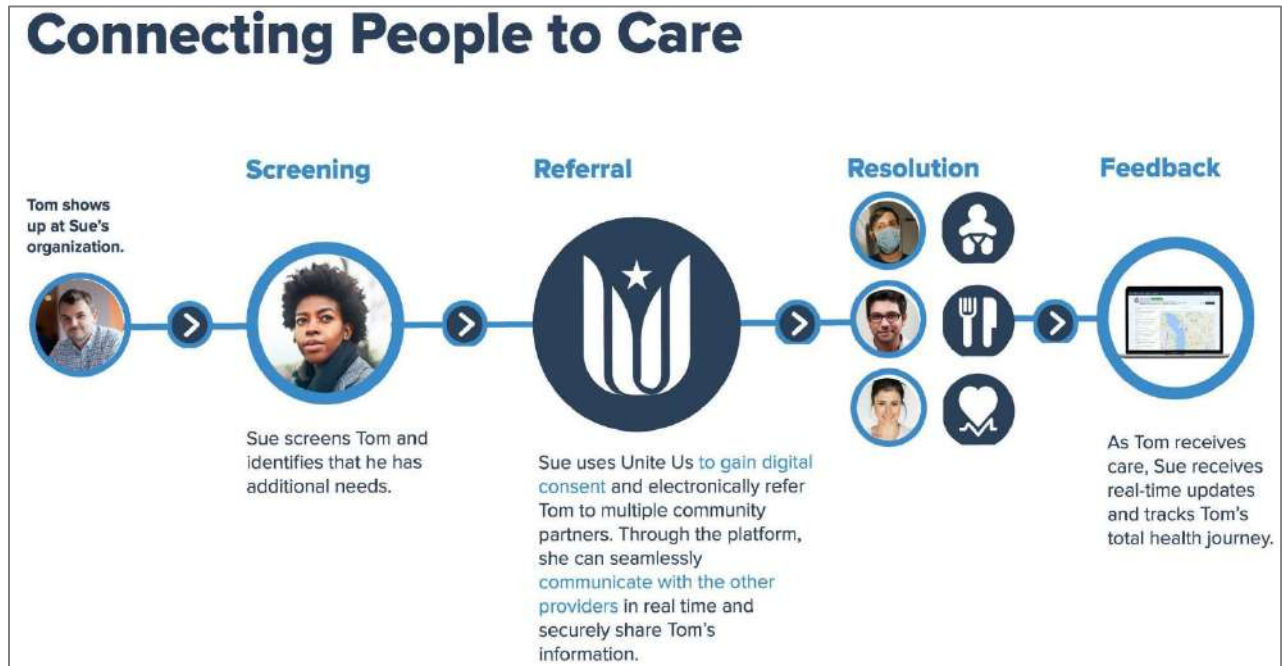 Connecting People to Care
Tom shows
up at Sue's
organization.
Screening
Sue screens Tom and
identifies that he has
additional needs.
Referral
Sue uses Unite Us to gain digital
consent and electronically refer
Tom to multiple community
partners. Through the platform,
she can seamlessly
communicate with the other
providers in real time and
securely share Tom's
information.
Resolution
Feedback
As Tom receives
care, Sue receives
real-time updates
and tracks Tom's
total health journey.